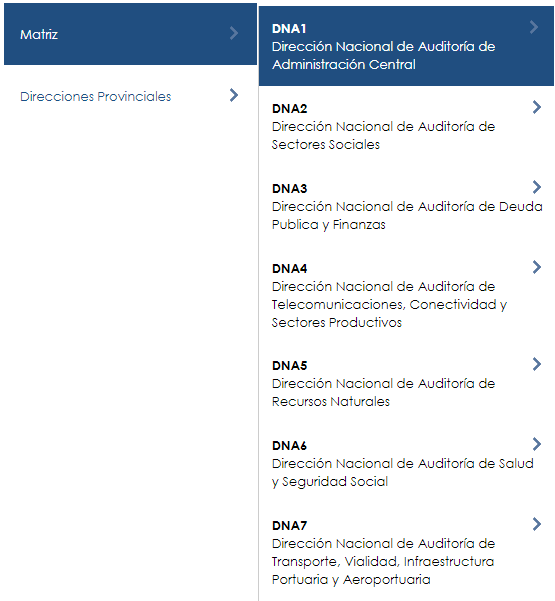 Matriz
Direcciones Provinciales
DNA1
Dirección Nacional de Auditoría de
Administración Central
DNA2
Dirección Nacional de Auditoría de
Sectores Sociales
DNA3
Dirección Nacional de Auditoría de Deuda
Publica y Finanzas
DNA4
Dirección Nacional de Auditoría de
Telecomunicaciones, Conectividad y
Sectores Productivos
DNA5
Dirección Nacional de Auditoría de
Recursos Naturales
DNA6
Dirección Nacional de Auditoría de Salud
y Seguridad Social
DNA7
Dirección Nacional de Auditoría de
Transporte, Vialidad, Infraestructura
Portuaria y Aeroportuaria